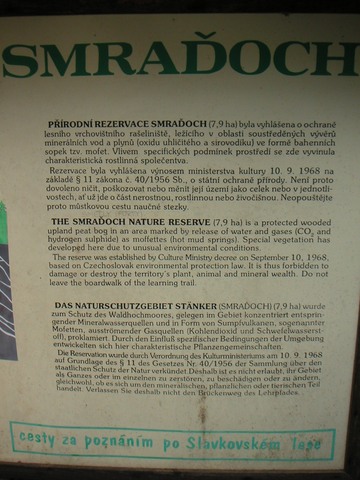 SMRAĎOCH
PŘÍRODNÍ REZERVACE SMRAĎOCH (7,9 ha) byla vyhlášena o ochraně
lesního vrchovištního rašeliniště, ležícího v oblasti soustředěných vývěrů
minerálních vod a plynů (oxidu uhličitého a sirovodíku) ve formě bahenních
sopek tzv. mofet. Vlivem specifických podmínek prostředí se zde vyvinula
charakteristická rostlinná společenstva.
Rezervace byla vyhlášena výnosem ministerstva kultury 10. 9. 1968 na
základě § 11 zákona č. 40/1956 Sb., o státní ochraně přírody. Není proto
dovoleno ničit, poškozovat nebo měnit její území jako celek nebo v jednotli-
vostech, ať už jde o část nerostnou, rostlinnou nebo živočišnou. Neopouštějte
proto můstkovou cestu naučné stezky.
THE SMRAĎOCH NATURE RESERVE (7,9 ha) is a protected wooded
upland peat bog in an area marked by release of water and gases (CO2 and
hydrogen sulphide) as moflettes (hot mud springs). Special vegetation has
developed here due to unusual environmental conditions.
The reserve was established by Culture Ministry decree on September 10, 1968,
based on Czechoslovak environmental protection law. It is thus forbidden to
damage or destroy the territory's plant, animal and mineral wealth. Do not
leave the boardwalk of the learning trail.
DAS NATURSCHUTZGEBIET STÄNKER (SMRAĎOCH) (7,9 ha) wurde
zum Schutz des Waldhochmoores, gelegen im Gebiet konzentriert entsprin-
gender Mineralwasserquellen und in Form von Sumpfvulkanen, sogenannter
Mofetten, ausströmender Gasquellen (Kohlendioxid und Schwefelwasserst-
off), proklamiert. Durch den Einfluß spezifischer Bedingungen der Umgebung
entwickelten sich hier charakteristische Pflanzengemeinschaften.
Die Reservation wurde durch Verordnung des Kulturministeriums am 10. 9. 1968
auf Grundlage des § 11 des Gesetzes Nr. 40/1956 der Sammlung über den
staatlichen Schutz der Natur verkündet. Deshalb ist es nicht erlaubt, ihr Gebiet
als Ganzes oder im einzelnen zu zerstören, zu beschädigen oder zu ändern,
gleichwohl, ob es sich um den mineralischen, pflanzlichen oder tierischen Teil
handelt. Verlassen Sie deshalb nicht den Brückenweg des Lehrpfades.
cesty za poznáním po Slavkovském lese